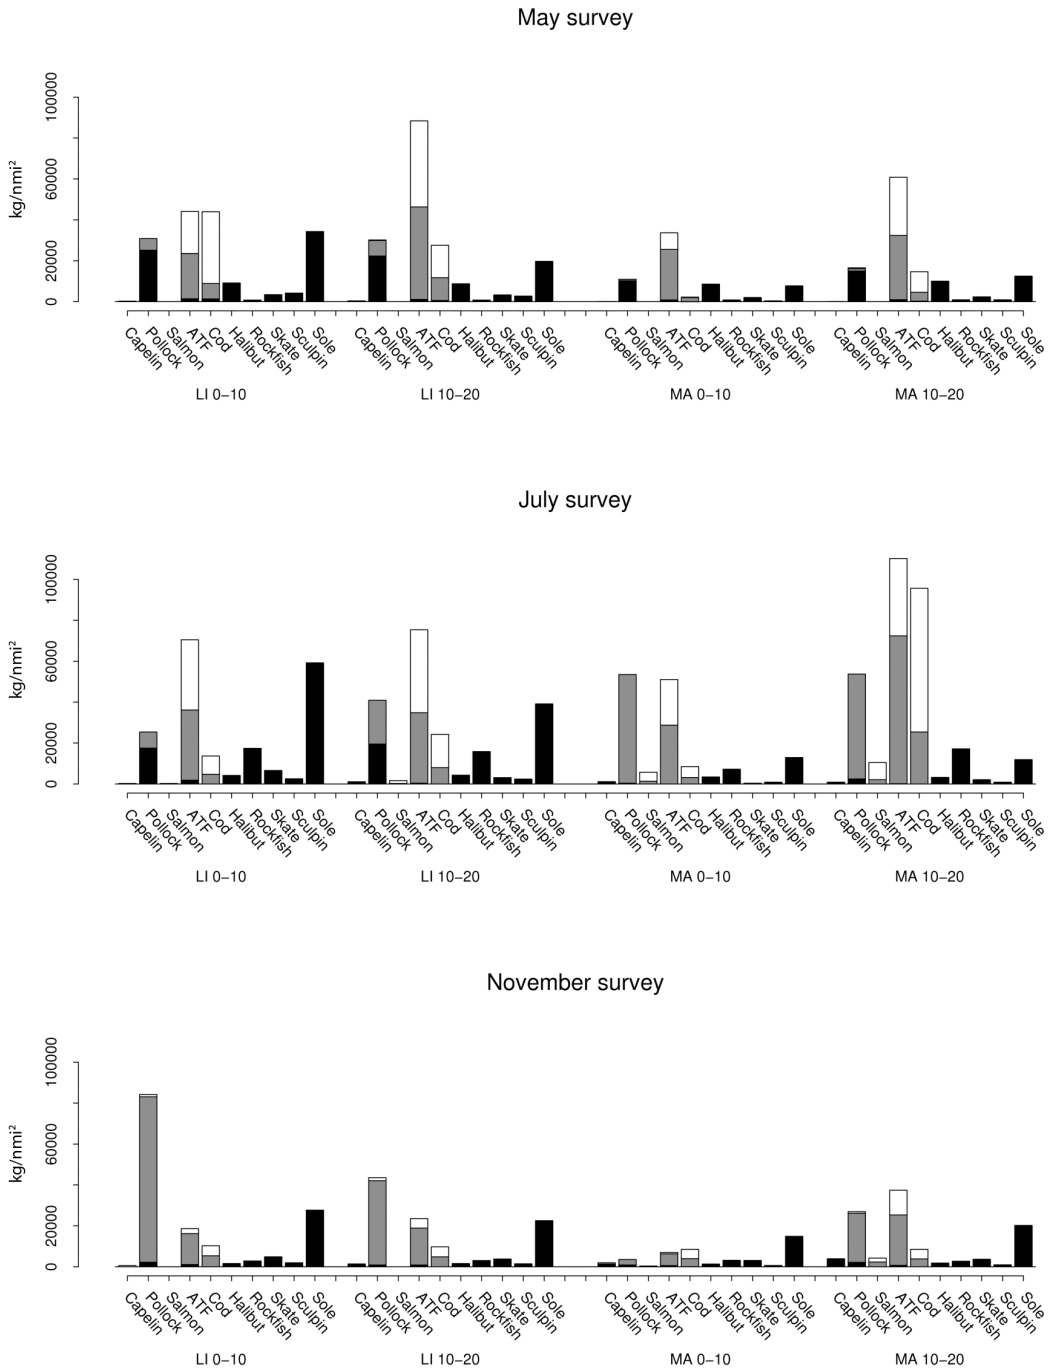 May survey
kg/nmi²
100000
60000
20000
0
Capelin Pollock Salmon ATF Cod Halibut Rockfish Skate Sculpin Sole Capelin Pollock Salmon ATF Cod Halibut Rockfish Skate Sculpin Sole Capelin Pollock Salmon ATF Cod Halibut Rockfish Skate Sculpin Sole Capelin Pollock Salmon ATF Cod Halibut Rockfish Skate Sculpin Sole
LI 0−10 LI 10−20 MA 0−10 MA 10−20
July survey
kg/nmi²
100000
60000
20000
0
Capelin Pollock Salmon ATF Cod Halibut Rockfish Skate Sculpin Sole Capelin Pollock Salmon ATF Cod Halibut Rockfish Skate Sculpin Sole Capelin Pollock Salmon ATF Cod Halibut Rockfish Skate Sculpin Sole Capelin Pollock Salmon ATF Cod Halibut Rockfish Skate Sculpin Sole
LI 0−10 LI 10−20 MA 0−10 MA 10−20
November survey
kg/nmi²
100000
60000
20000
0
Capelin Pollock Salmon ATF Cod Halibut Rockfish Skate Sculpin Sole Capelin Pollock Salmon ATF Cod Halibut Rockfish Skate Sculpin Sole Capelin Pollock Salmon ATF Cod Halibut Rockfish Skate Sculpin Sole Capelin Pollock Salmon ATF Cod Halibut Rockfish Skate Sculpin Sole
LI 0−10 LI 10−20 MA 0−10 MA 10−20